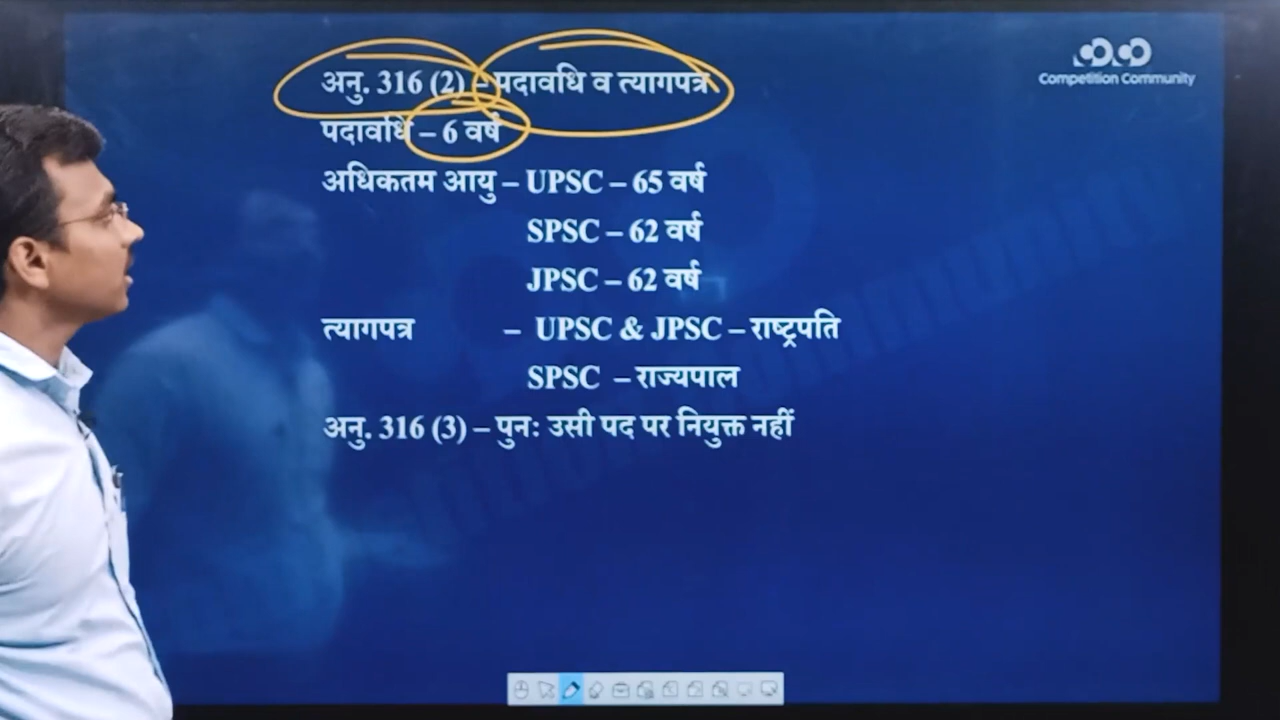 अनु. 316 (2) – पदावधि व त्यागपत्र
पदावधि – 6 वर्ष
अधिकतम आयु – UPSC – 65 वर्ष
SPSC – 62 वर्ष
JPSC – 62 वर्ष
त्यागपत्र – UPSC & JPSC – राष्ट्रपति
SPSC – राज्यपाल
अनु. 316 (3) – पुनः उसी पद पर नियुक्त नहीं
Competition Community